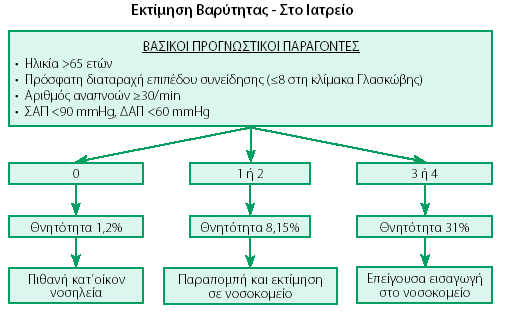 Εκτίμηση Βαρύτητας - Στο Ιατρείο
ΒΑΣΙΚΟΙ ΠΡΟΓΝΩΣΤΙΚΟΙ ΠΑΡΑΓΟΝΤΕΣ
• Ηλικία >65 ετών
• Πρόσφατη διαταραχή επιπέδου συνείδησης (≤8 στη κλίμακα Γλασκώβης)
• Αριθμός αναπνοών ≥30/min
• ΣΑΠ <90 mmHg, ΔΑΠ <60 mmHg
0
1 ή 2
3 ή 4
Θνητότητα 1,2%
Θνητότητα 8,15%
Θνητότητα 31%
Πιθανή κατ΄οίκον
νοσηλεία
Παραπομπή και εκτίμηση
σε νοσοκομείο
Επείγουσα εισαγωγή
στο νοσοκομείο